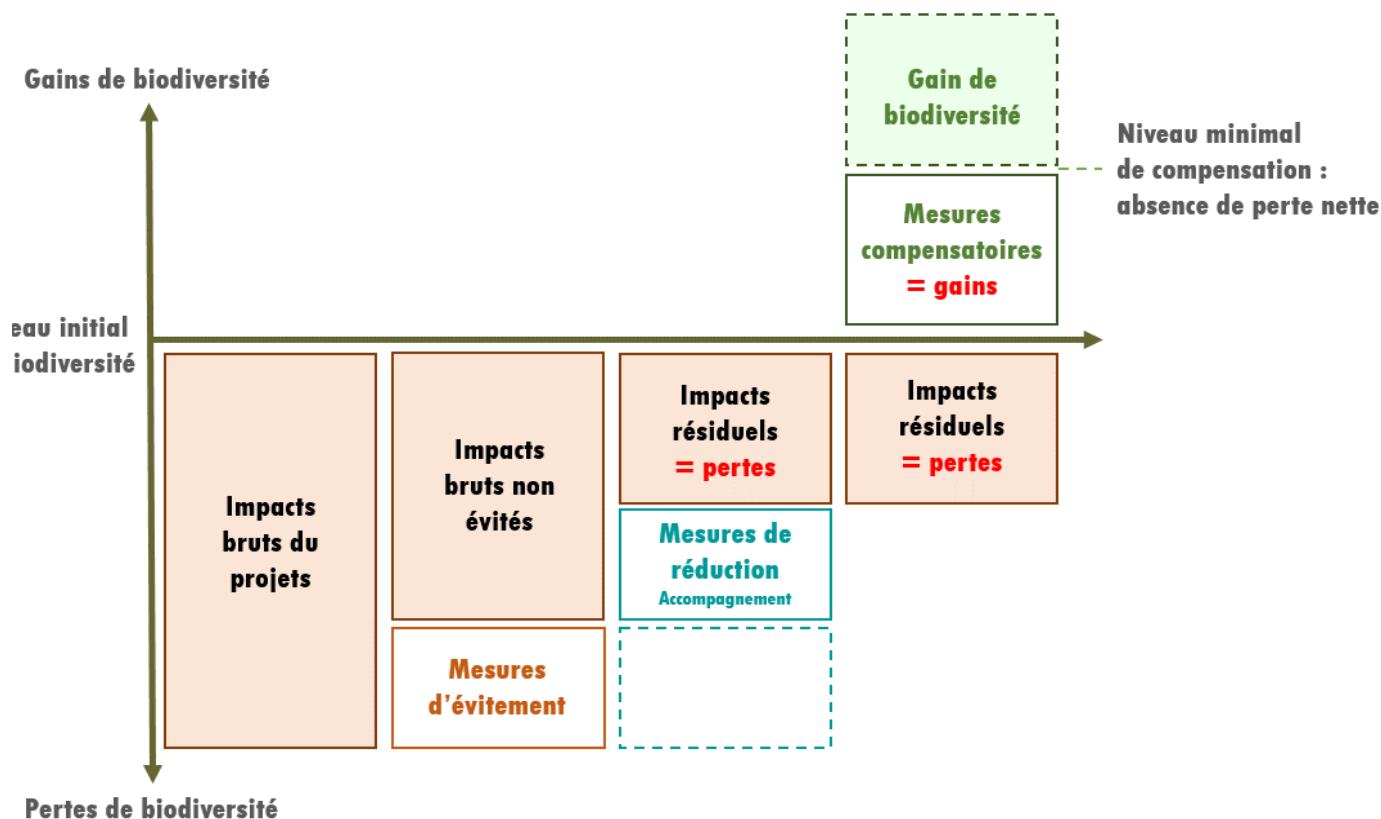 Gains de biodiversité
Gain de
biodiversité
Niveau minimal
de compensation :
absence de perte nette
Mesures
compensatoires
= gains
eau initial
iodiversité
Impacts
bruts du
projets
Impacts
bruts non
évités
Mesures
d'évitement
Impacts
résiduels
= pertes
Mesures de
réduction
Accompagnement
Impacts
résiduels
= pertes
Pertes de biodiversité